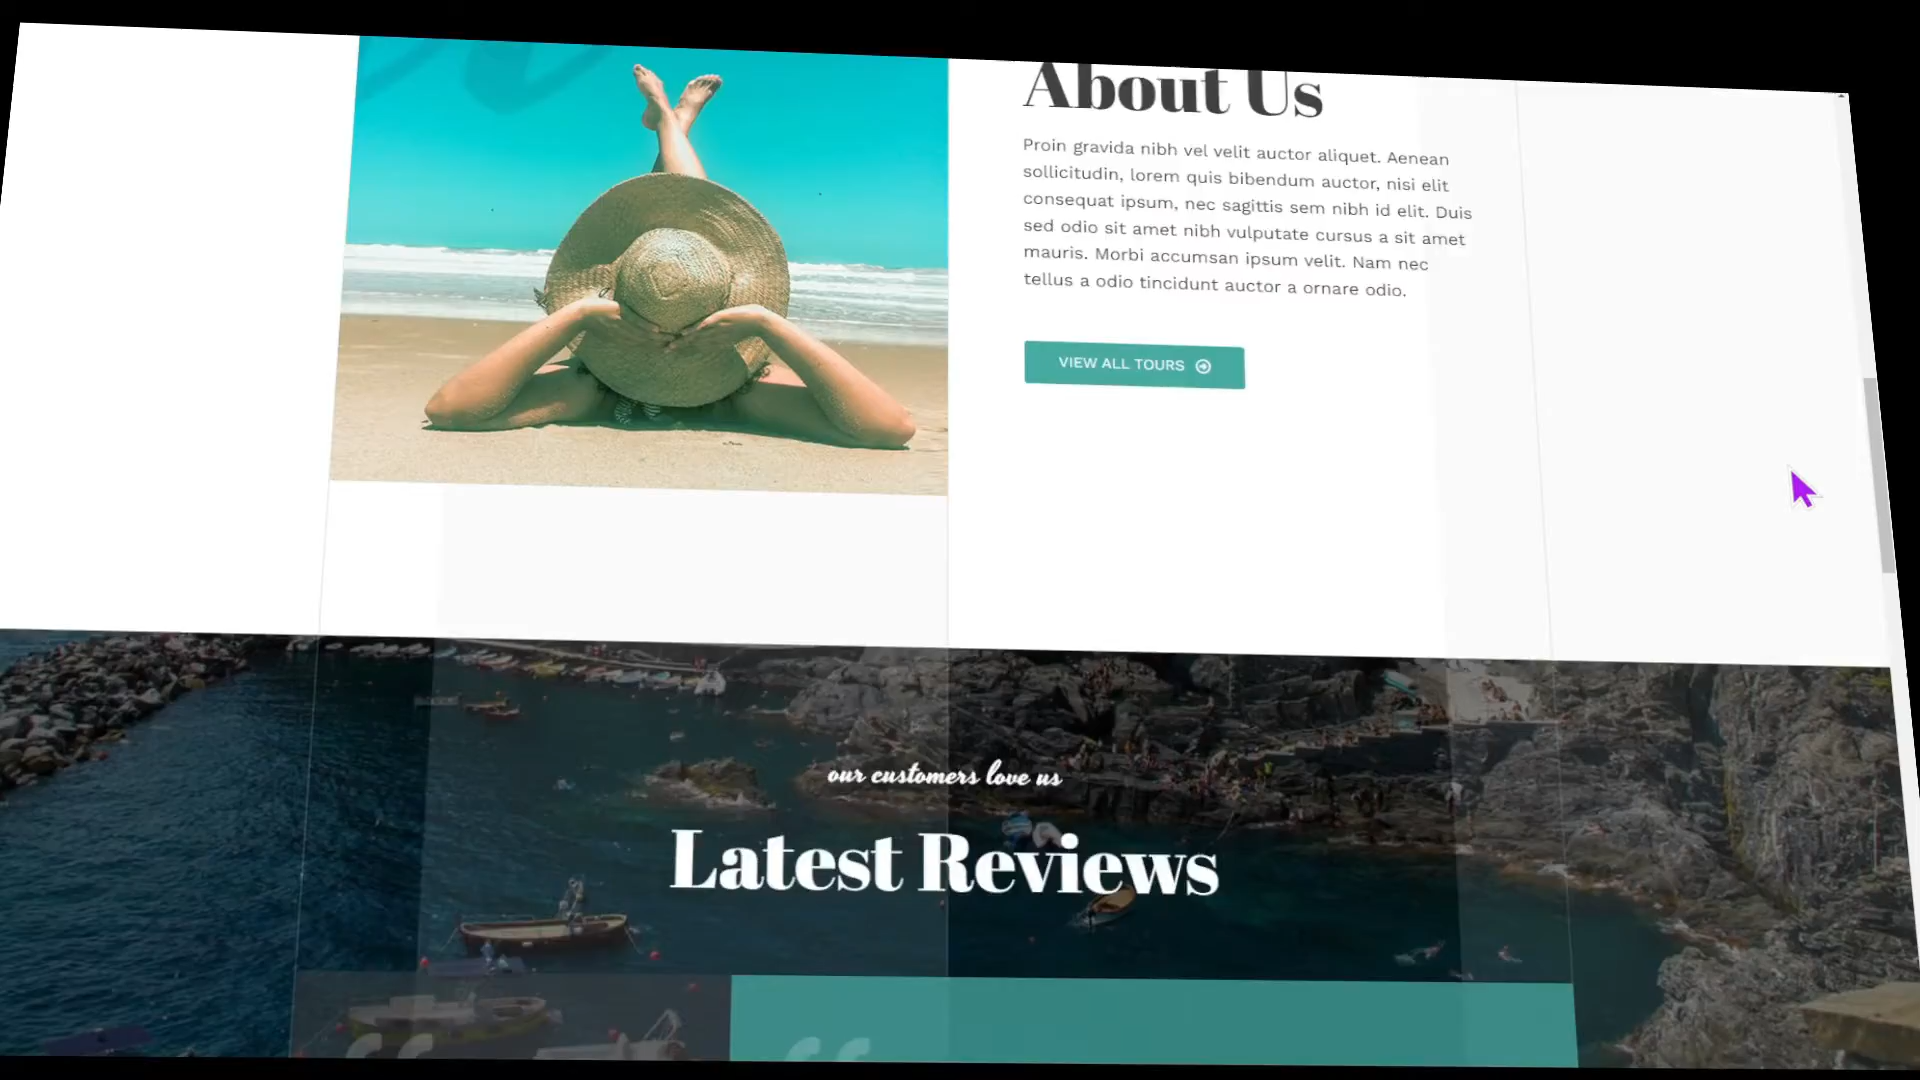 About Us
Proin gravida nibh vel velit auctor aliquet. Aenean
sollicitudin, lorem quis bibendum auctor, nisi elit
consequat ipsum, nec sagittis sem nibh id elit. Duis
sed odio sit amet nibh vulputate cursus a sit amet
mauris. Morbi accumsan ipsum velit. Nam nec
tellus a odio tincidunt auctor a ornare odio.
VIEW ALL TOURS
our customers love us
Latest Reviews
“ “